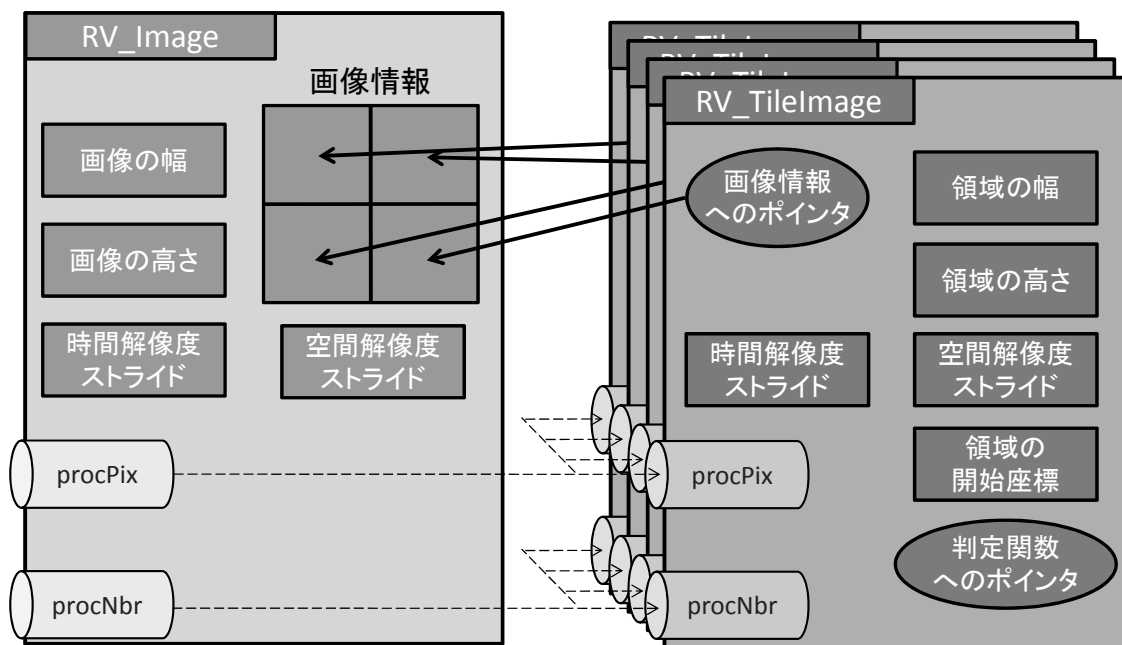 RV_Image
画像情報
画像の幅
画像の高さ
時間解像度
ストライド
空間解像度
ストライド
procPix
procNbr
RV_TileImage
画像情報
へのポインタ
領域の幅
領域の高さ
時間解像度
ストライド
空間解像度
ストライド
領域の
開始座標
判定関数
へのポインタ
procPix
procNbr